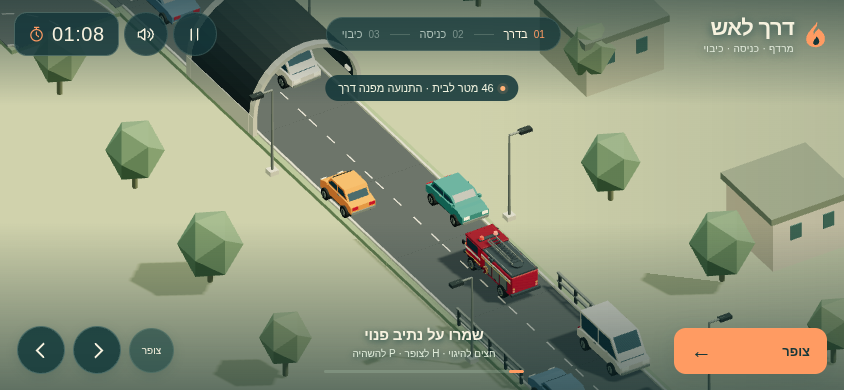 דרך לאש
מרדף · כניסה · כיבוי
01 בדרך
02 כניסה
03 כיבוי
01:08
46 מטר לבית · התנועה מפנה דרך
שמרו על נתיב פנוי
חצים להיגוי · H לצופר · P להשהיה
צופר ←
צופר